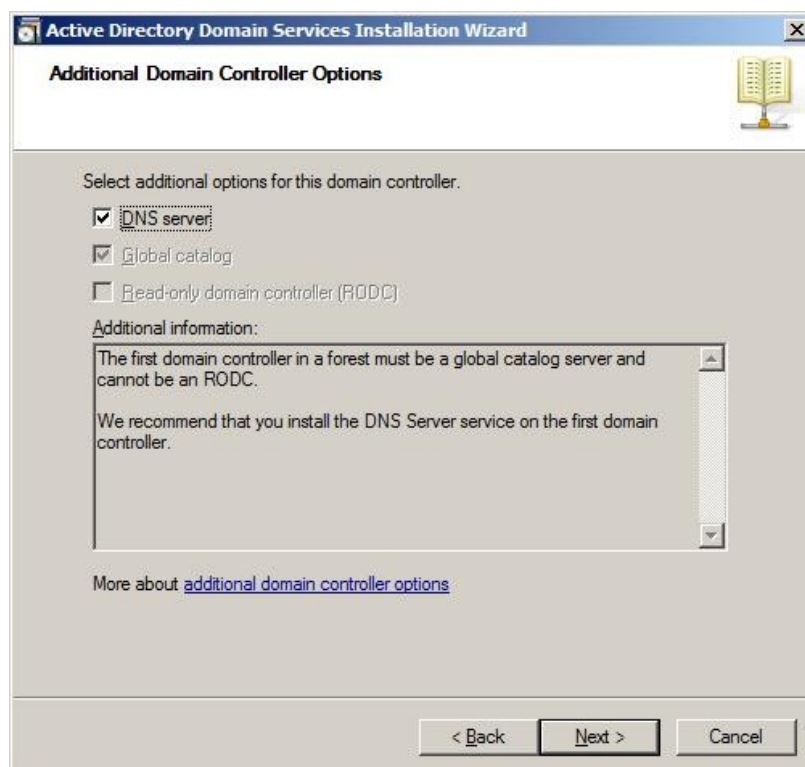 Active Directory Domain Services Installation Wizard
Additional Domain Controller Options
Select additional options for this domain controller.
DNS server
Global catalog
Read-only domain controller (RODC)
Additional information:
The first domain controller in a forest must be a global catalog server and
cannot be an RODC.
We recommend that you install the DNS Server service on the first domain
controller.
More about additional domain controller options
< Back Next > Cancel